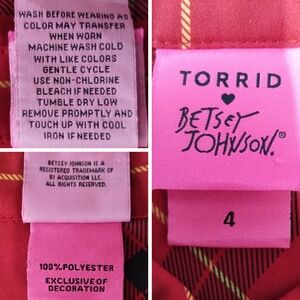 WASH BEFORE WEARING AS
COLOR MAY TRANSFER
WHEN WORN
MACHINE WASH COLD
WITH LIKE COLORS
GENTLE CYCLE
USE NON-CHLORINE
BLEACH IF NEEDED
TUMBLE DRY LOW
REMOVE PROMPTLY AND
TOUCH UP WITH COOL
IRON IF NEEDED
TORRID
BETSEY
JOHNSON®
4
BETSEY JOHNSON IS A
REGISTERED TRADEMARK OF
BJ ACQUISITION LLC.
ALL RIGHTS RESERVED.
100% POLYESTER
EXCLUSIVE OF
DECORATION